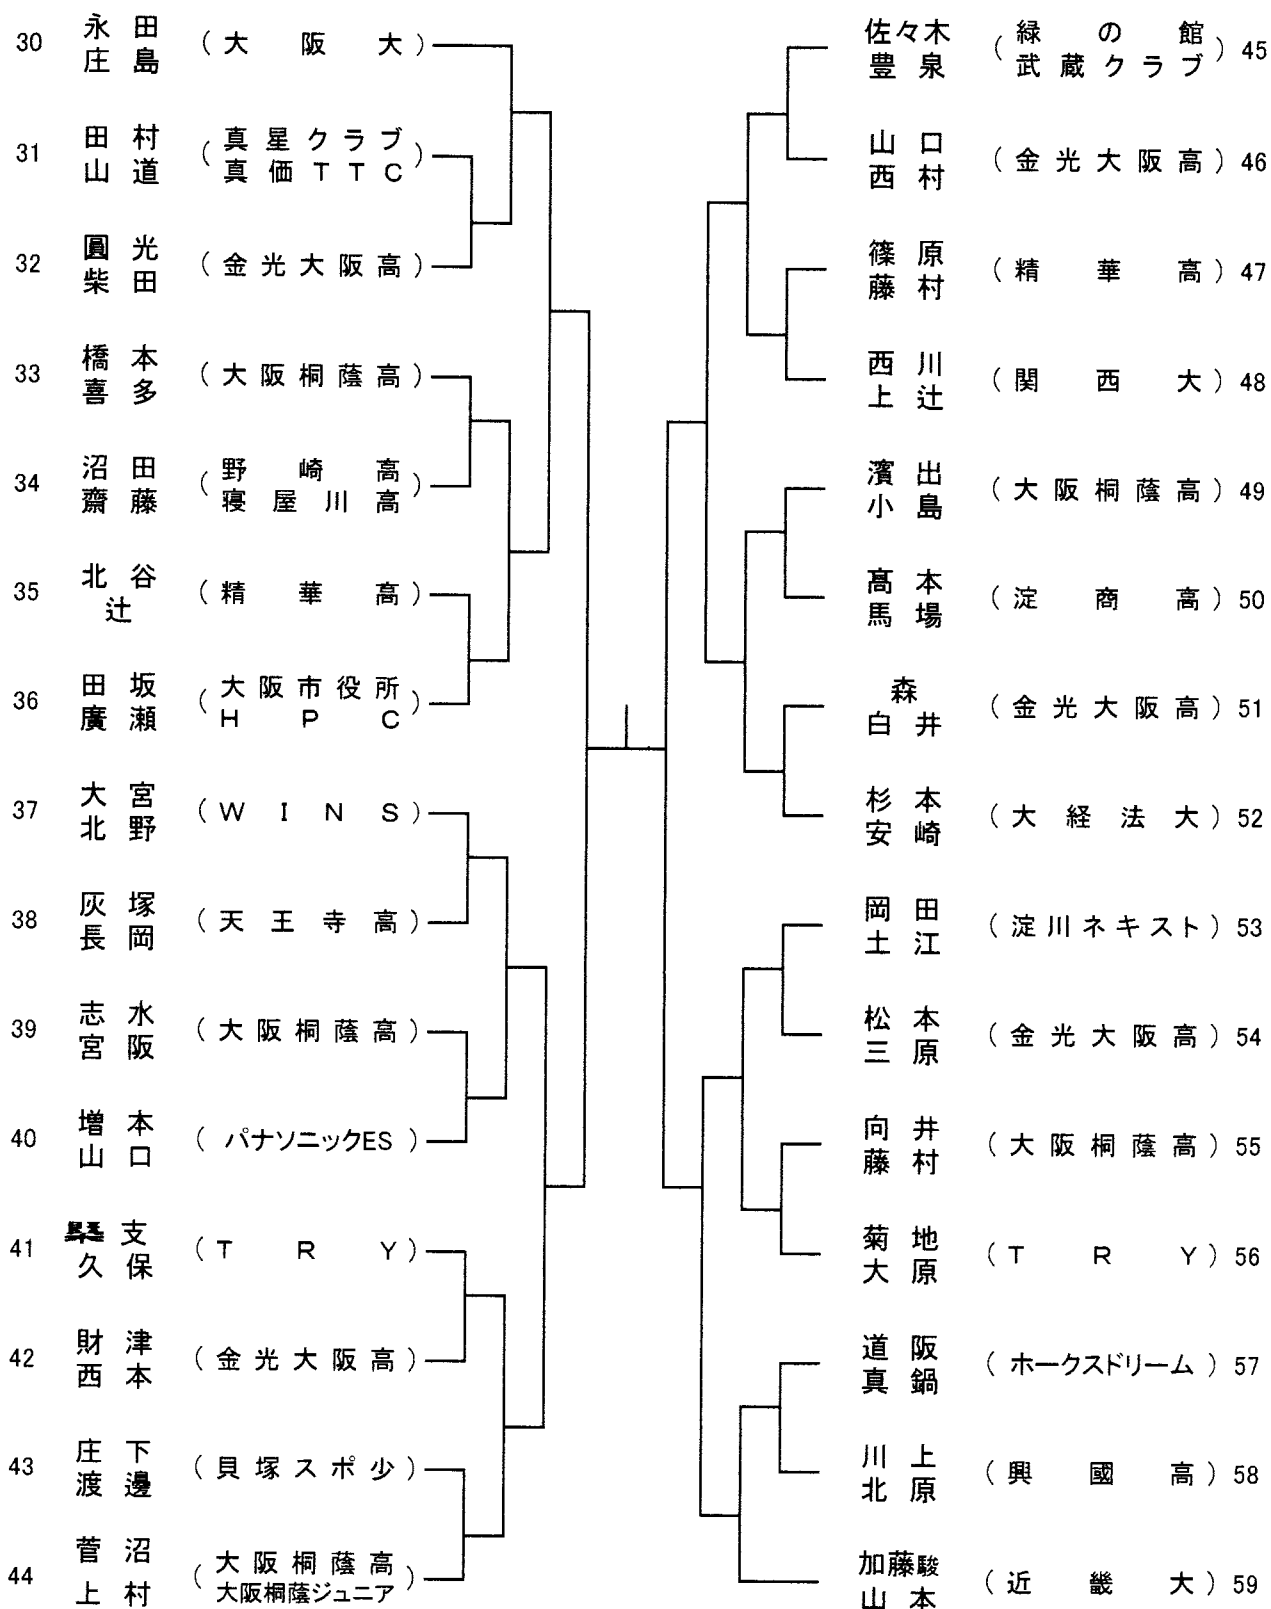 30 永田 (大阪大)
庄島
31 田村 (真星クラブ)
山道 (真価TTC)
32 圓光 (金光大阪高)
柴田
33 橋本 (大阪桐蔭高)
喜多
34 沼田 (野崎高)
齋藤 (寝屋川高)
35 北谷 (精華高)
辻
36 田坂 (大阪市役所)
廣瀬 (HPC)
37 大宮 (WINS)
北野
38 灰塚 (天王寺高)
長岡
39 志水 (大阪桐蔭高)
宮阪
40 増本 (パナソニックES)
山口
41 支 (TRY)
久保
42 財津 (金光大阪高)
西本
43 庄下 (貝塚スポ少)
渡邊
44 菅沼 (大阪桐蔭高)
上村 (大阪桐蔭ジュニア)
佐々木 (緑の館) 45
豊泉 (武蔵クラブ)
山口 (金光大阪高) 46
西村
篠原 (精華高) 47
藤村
西川 (関西大) 48
上辻
濱出 (大阪桐蔭高) 49
小島
髙本 (淀商高) 50
馬場
森 (金光大阪高) 51
白井
杉本 (大経法大) 52
安崎
岡田 (淀川ネキスト) 53
土江
松本 (金光大阪高) 54
三原
向井 (大阪桐蔭高) 55
藤村
菊地 (TRY) 56
大原
道阪 (ホークスドリーム) 57
真鍋
川上 (興國高) 58
北原
加藤駿 (近畿大) 59
山本